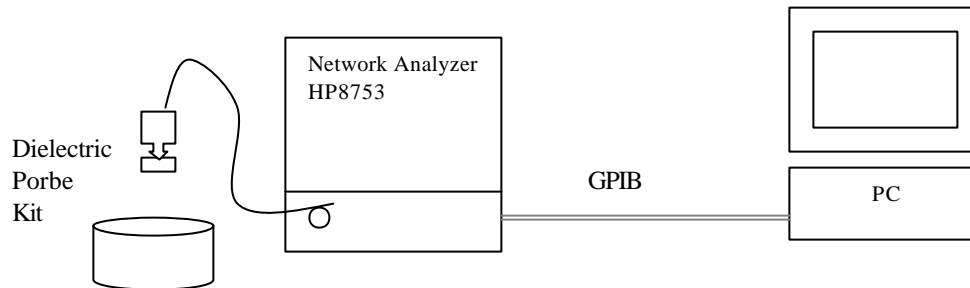 Network Analyzer
HP8753
Dielectric
Porbe
Kit
GPIB
PC